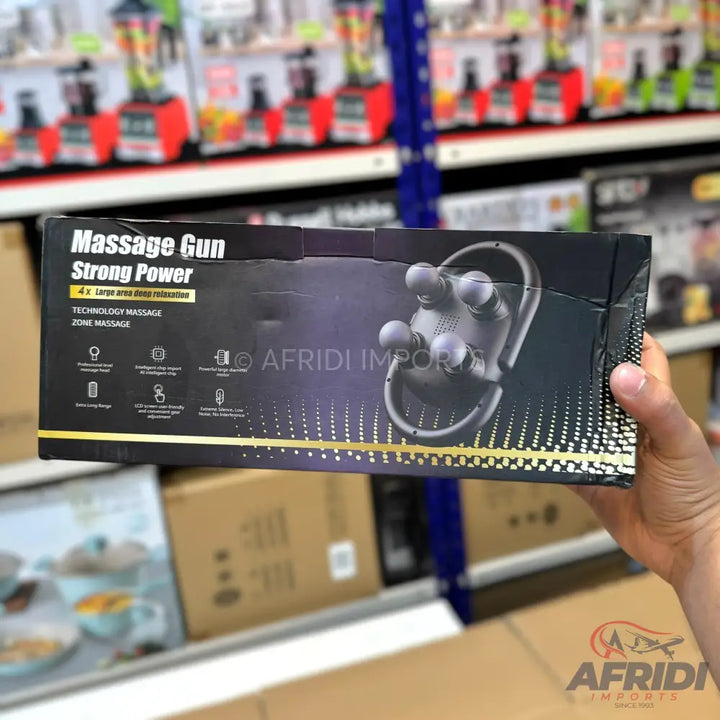 Massage Gun
Strong Power
4x Large area deep relaxation
TECHNOLOGY MASSAGE
ZONE MASSAGE
Professional level
massage head
Intelligent chip import
AI intelligent chip
Powerful large diameter
motor
Extra Long Range
LCD screen user-friendly
and convenient gear
adjustment
Extreme Silence, Low
Noise, No Interference
© AFRIDI IMPORTS
AFRIDI
IMPORTS
SINCE 1993